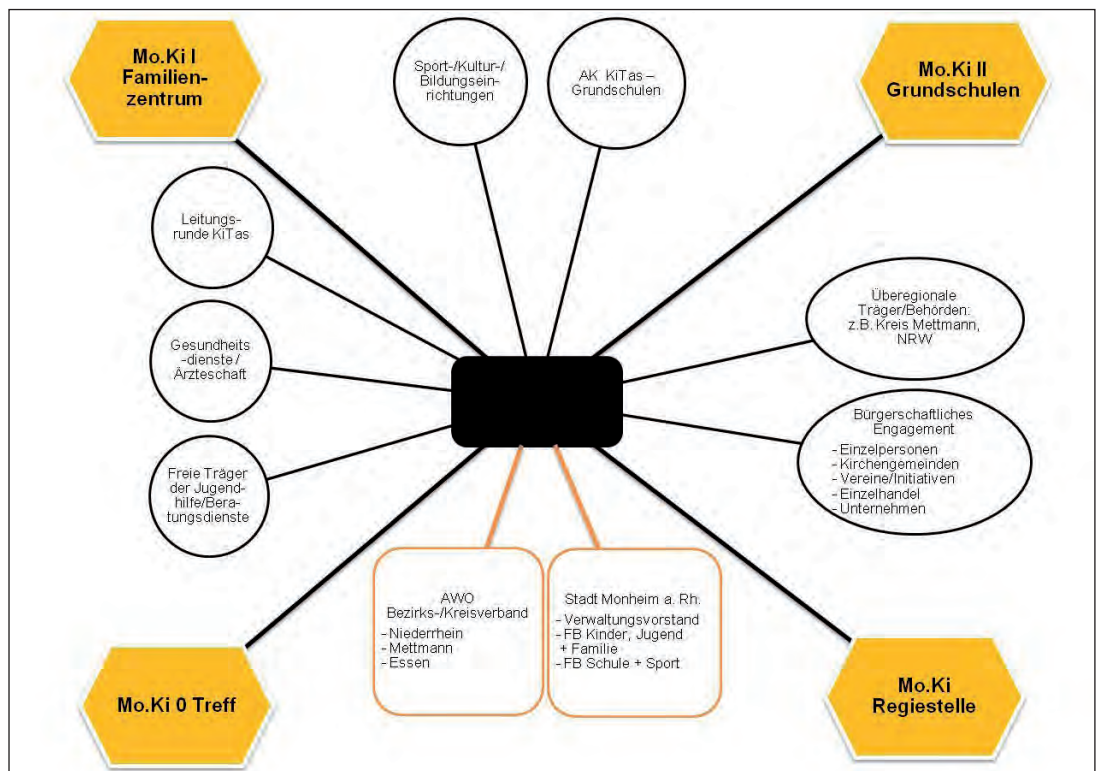 Mo.Ki I
Familien-
zentrum
Sport-/Kultur-/
Bildungsein-
richtungen
AK KiTas –
Grundschulen
Mo.Ki II
Grundschulen
Leitungs-
runde KiTas
Überegionale
Träger/Behörden:
z.B. Kreis Mettmann,
NRW
Gesundheits
-dienste /
Ärzteschaft
Bürgerschaftliches
Engagement
- Einzelpersonen
- Kirchengemeinden
- Vereine/Initiativen
- Einzelhandel
- Unternehmen
Freie Träger
der Jugend-
hilfe/Bera-
tungsdienste
AWO
Bezirks-/Kreisverband
- Niederrhein
- Mettmann
- Essen
Stadt Monheim a. Rh.
- Verwaltungsvorstand
- FB Kinder, Jugend
+ Familie
- FB Schule + Sport
Mo.Ki 0 Treff
Mo.Ki
Regiestelle